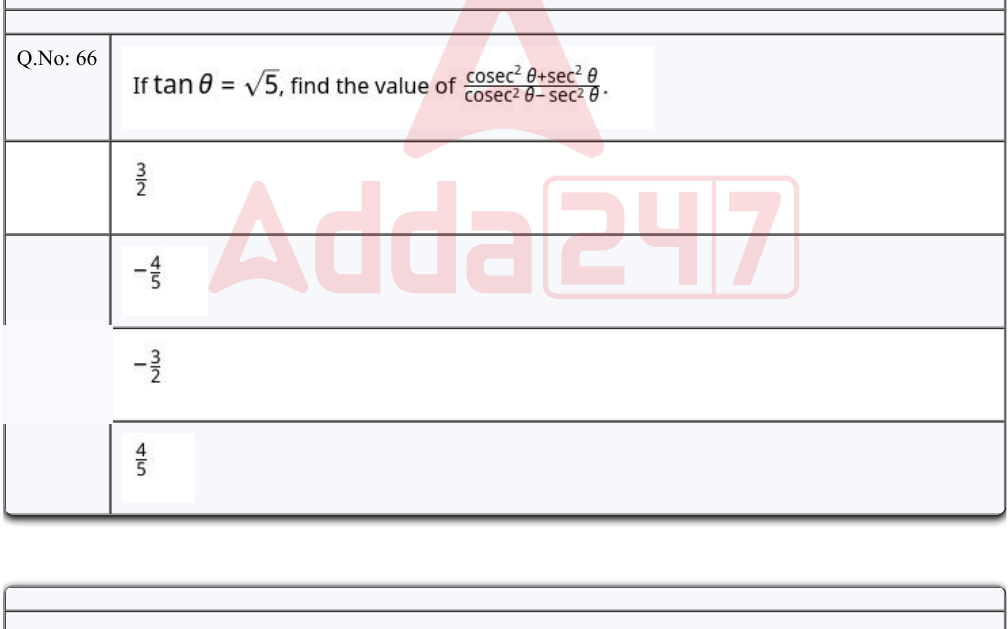 Q.No: 66
If tan θ = √5, find the value of (cosec² θ+sec² θ)/(cosec² θ− sec² θ).
3/2
−4/5
−3/2
4/5
Adda247